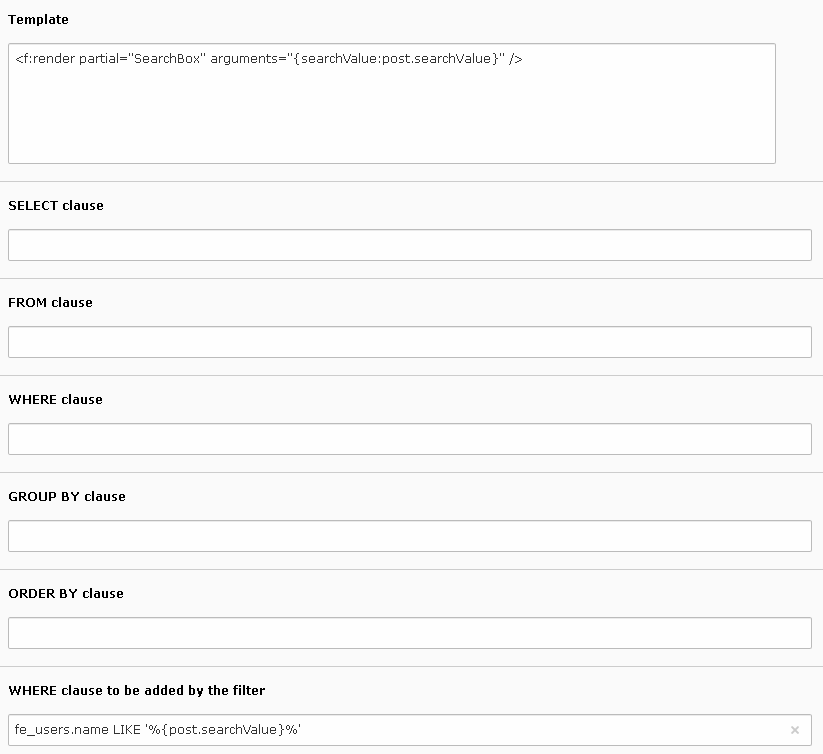 Template
<f:render partial="SearchBox" arguments="{searchValue:post.searchValue}" />
SELECT clause
FROM clause
WHERE clause
GROUP BY clause
ORDER BY clause
WHERE clause to be added by the filter
fe_users.name LIKE '%{post.searchValue}%' ×